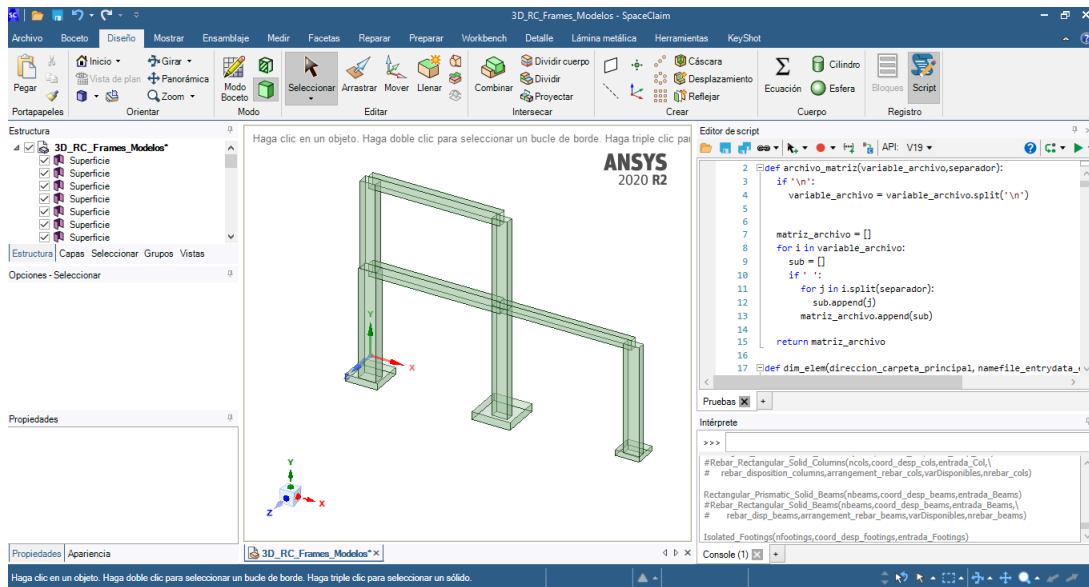 3D_RC_Frames_Modelos - SpaceClaim
Archivo Boceto Diseño Mostrar Ensamblaje Medir Facetas Reparar Preparar Workbench Detalle Lámina metálica Herramientas KeyShot
Pegar
Portapapeles
Inicio Girar
Vista de plan Panorámica
Zoom
Orientar
Modo Boceto
Modo
Seleccionar Arrastrar Mover Llenar
Editar
Combinar
Dividir cuerpo
Dividir
Proyectar
Intersecar
Cáscara
Desplazamiento
Reflejar
Crear
Ecuación
Cilindro
Esfera
Cuerpo
Bloques Script
Registro
Estructura
3D_RC_Frames_Modelos*
Superficie
Superficie
Superficie
Superficie
Superficie
Superficie
Superficie
Estructura Capas Seleccionar Grupos Vistas
Opciones - Seleccionar
Propiedades
Propiedades Apariencia
Haga clic en un objeto. Haga doble clic para seleccionar un bucle de borde. Haga triple clic par
ANSYS
2020 R2
Y
X
Z
Y
X
Z
3D_RC_Frames_Modelos*
Editor de script
API: V19
2 def archivo_matriz(variable_archivo,separador):
3 if '\n':
4 variable_archivo = variable_archivo.split('\n')
5
6
7 matriz_archivo = []
8 for i in variable_archivo:
9 sub = []
10 if ' ':
11 for j in i.split(separador):
12 sub.append(j)
13 matriz_archivo.append(sub)
14
15 return matriz_archivo
16
17 def dim_elem(direccion_carpeta_principal, namefile_entrydata_
Pruebas
Intérprete
>>>
#Rebar_Rectangular_Solid_Columns(ncols,coord_desp_cols,entrada_Col,\
# rebar_disposition_columns,arrangement_rebar_cols,varDisponibles,nrebar_cols)
Rectangular_Prismatic_Solid_Beams(nbeams,coord_desp_beams,entrada_Beams)
#Rebar_Rectangular_Solid_Beams(nbeams,coord_desp_beams,entrada_Beams,\
# rebar_disp_beams,arrangement_rebar_beams,varDisponibles,nrebar_beams)
Isolated_Footings(nfootings,coord_desp_footings,entrada_Footings)
Console (1)
Haga clic en un objeto. Haga doble clic para seleccionar un bucle de borde. Haga triple clic para seleccionar un sólido.